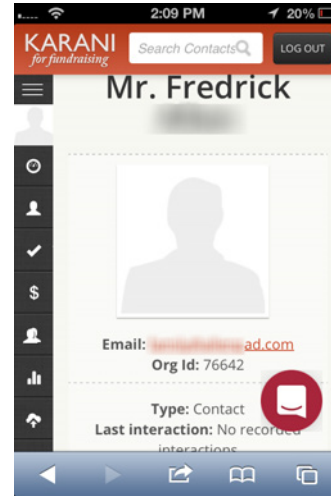 2:09 PM
20%
KARANI
for fundraising
Search Contacts
LOG OUT
Mr. Fredrick
$
Email: ad.com
Org Id: 76642
Type: Contact
Last interaction: No recorded
interactions